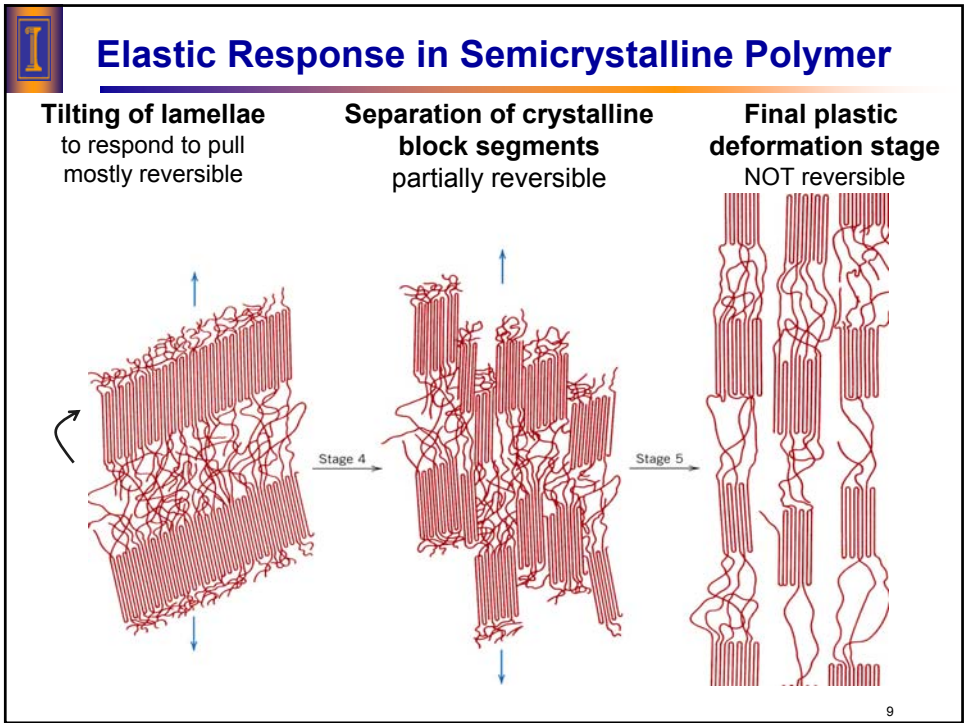 I
Elastic Response in Semicrystalline Polymer
Tilting of lamellae
to respond to pull
mostly reversible
Separation of crystalline
block segments
partially reversible
Final plastic
deformation stage
NOT reversible
Stage 4
Stage 5
9